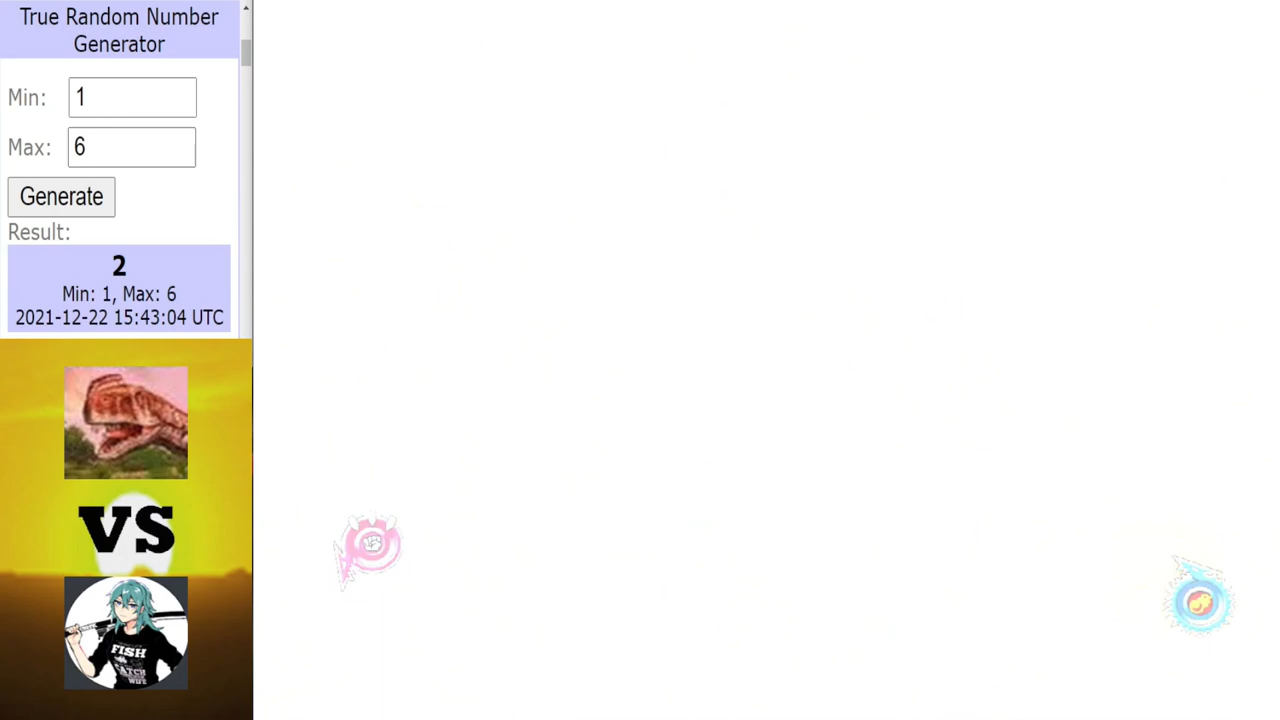 True Random Number
Generator
Min: 1
Max: 6
Generate
Result:
2
Min: 1, Max: 6
2021-12-22 15:43:04 UTC
VS
FISH
CATCH